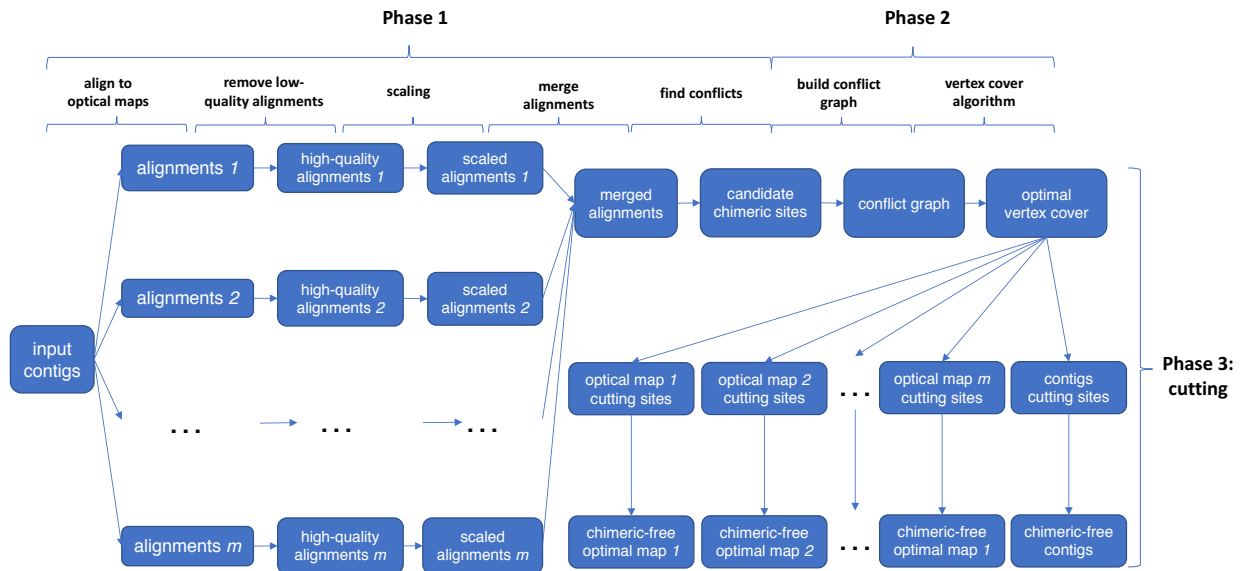 Phase 1
Phase 2
align to
optical maps
remove low-
quality alignments
scaling
merge
alignments
find conflicts
build conflict
graph
vertex cover
algorithm
alignments 1
high-quality
alignments 1
scaled
alignments 1
merged
alignments
candidate
chimeric sites
conflict graph
optimal
vertex cover
alignments 2
high-quality
alignments 2
scaled
alignments 2
input
contigs
optical map 1
cutting sites
optical map 2
cutting sites
...
optical map m
cutting sites
contigs
cutting sites
Phase 3:
cutting
...
...
...
alignments m
high-quality
alignments m
scaled
alignments m
chimeric-free
optimal map 1
chimeric-free
optimal map 2
...
chimeric-free
optimal map 1
chimeric-free
contigs